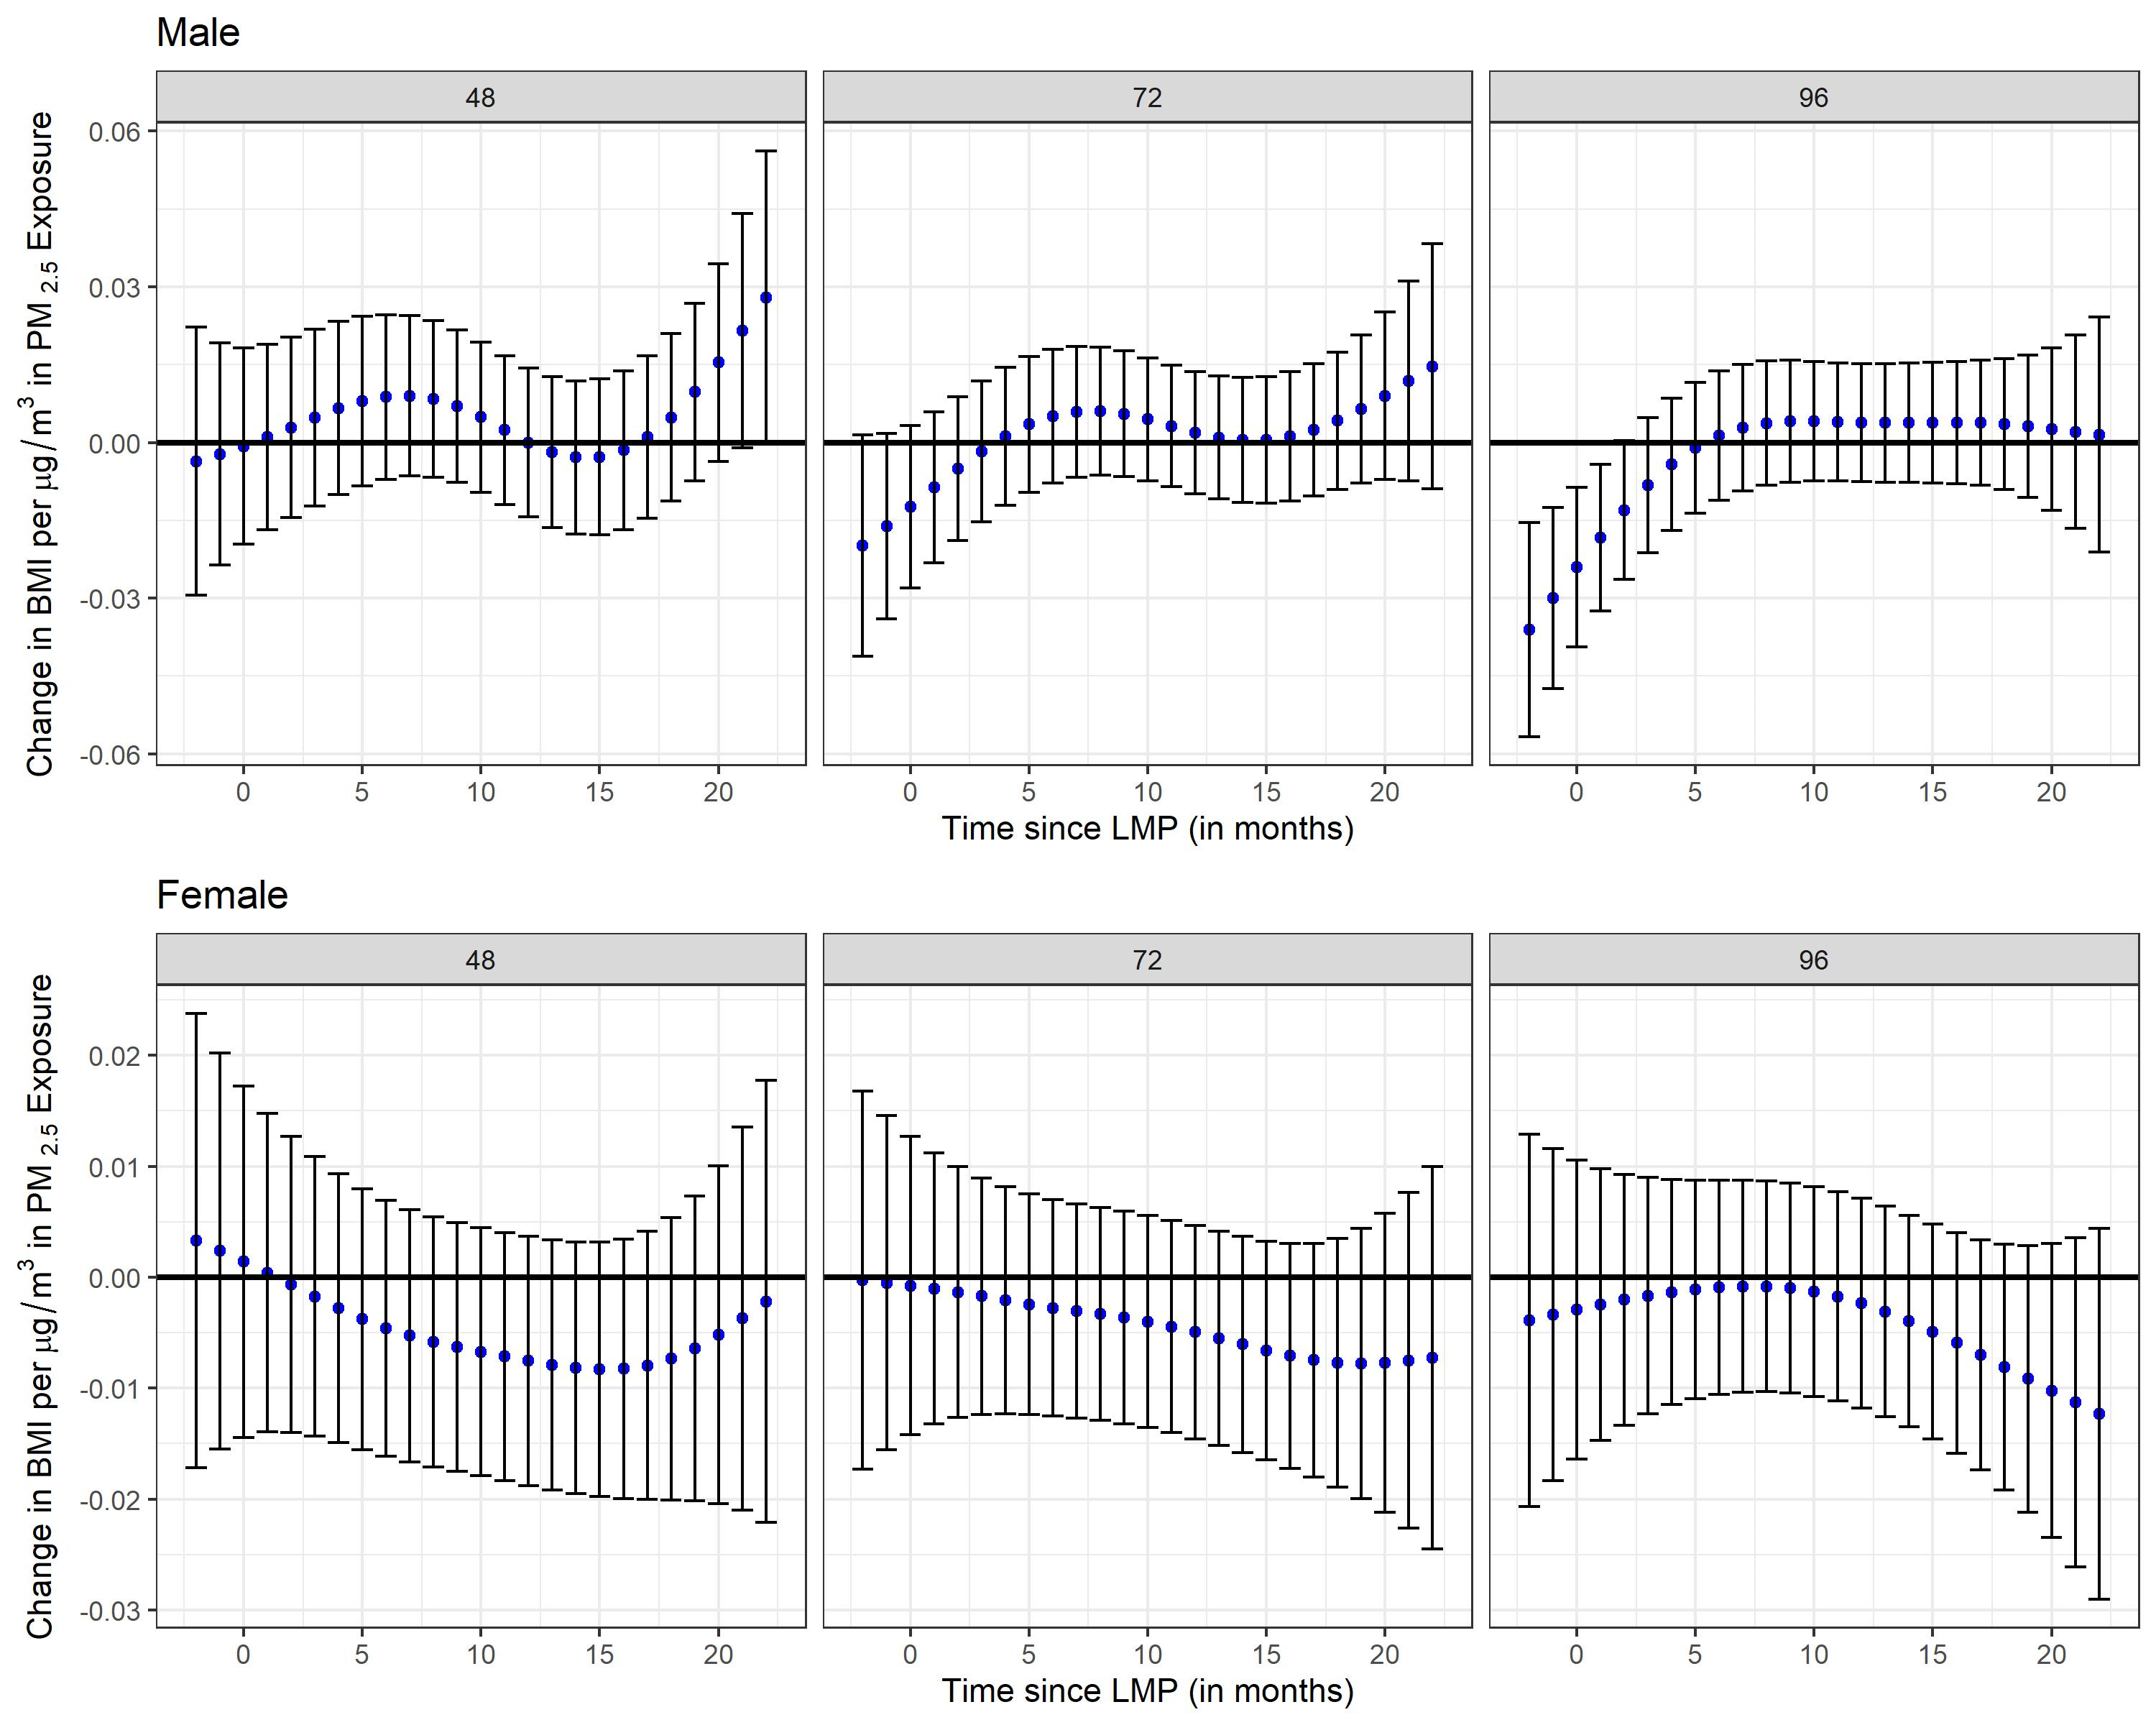 Male
48
72
96
Change in BMI per μg/m³ in PM 2.5 Exposure
0.06
0.03
0.00
-0.03
-0.06
0 5 10 15 20
0 5 10 15 20
0 5 10 15 20
Time since LMP (in months)
Female
48
72
96
Change in BMI per μg/m³ in PM 2.5 Exposure
0.02
0.01
0.00
-0.01
-0.02
-0.03
0 5 10 15 20
0 5 10 15 20
0 5 10 15 20
Time since LMP (in months)